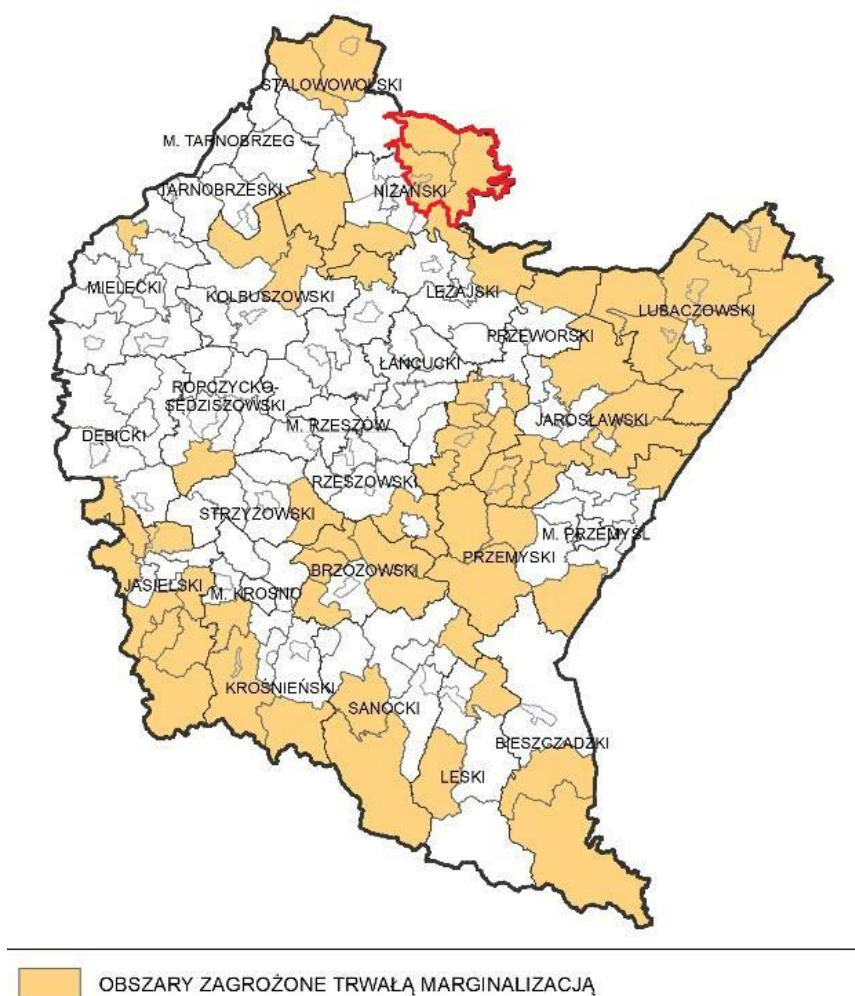 STALOWOWOLSKI
M. TARNOBRZEG
TARNOBRZESKI
NIŻAŃSKI
MIELECKI
KOLBUSZOWSKI
LEŻAJSKI
LUBACZOWSKI
PRZEWORSKI
ŁAŃCUCKI
ROPCZYCKO-
SĘDZISZOWSKI
JAROSŁAWSKI
DĘBICKI
M. RZESZÓW
RZESZOWSKI
STRZYŻOWSKI
M. PRZEMYŚL
PRZEMYSKI
BRZOZOWSKI
JASIELSKI
M. KROSNO
KROŚNIEŃSKI
SANOCKI
BIESZCZADZKI
LESKI
OBSZARY ZAGROŻONE TRWAŁĄ MARGINALIZACJĄ